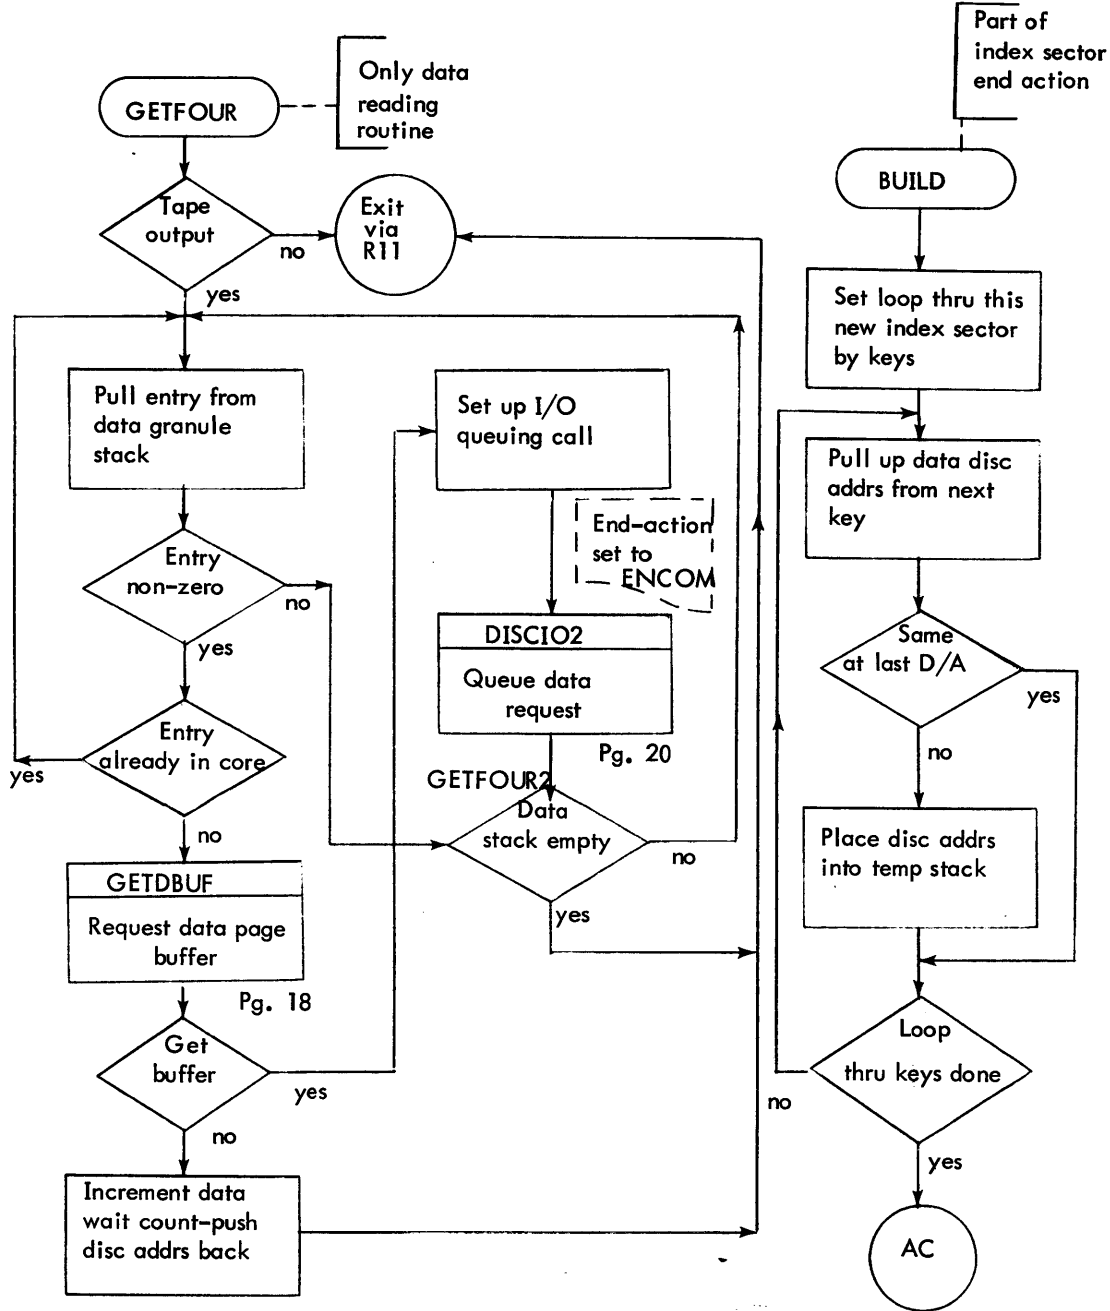 GETFOUR
Only data
reading
routine
Tape
output
no
yes
Exit
via
R11
Pull entry from
data granule
stack
Entry
non-zero
no
yes
Entry
already in core
yes
no
GETDBUF
Request data page
buffer
Pg. 18
Get
buffer
yes
no
Increment data
wait count-push
disc addrs back
Set up I/O
queuing call
End-action
set to
ENCOM
DISCIO2
Queue data
request
Pg. 20
GETFOUR2
Data
stack empty
no
yes
Part of
index sector
end action
BUILD
Set loop thru this
new index sector
by keys
Pull up data disc
addrs from next
key
Same
at last D/A
yes
no
Place disc addrs
into temp stack
Loop
thru keys done
no
yes
AC